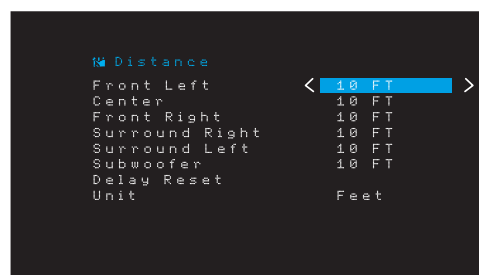 Distance
Front Left < 10 FT >
Center 10 FT
Front Right 10 FT
Surround Right 10 FT
Surround Left 10 FT
Subwoofer 10 FT
Delay Reset
Unit Feet